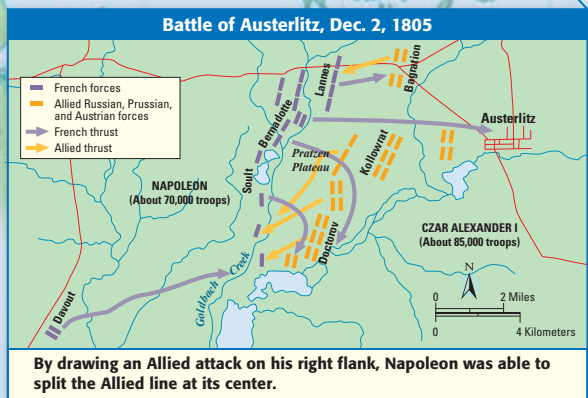 Battle of Austerlitz, Dec. 2, 1805
French forces
Allied Russian, Prussian,
and Austrian forces
French thrust
Allied thrust
Lannes
Bagration
Bernadotte
Austerlitz
Pratzen
Plateau
Kollowrat
NAPOLEON
(About 70,000 troops)
Soult
CZAR ALEXANDER I
(About 85,000 troops)
Doctorov
Goldbach Creek
Davout
N
0 2 Miles
0 4 Kilometers
By drawing an Allied attack on his right flank, Napoleon was able to
split the Allied line at its center.